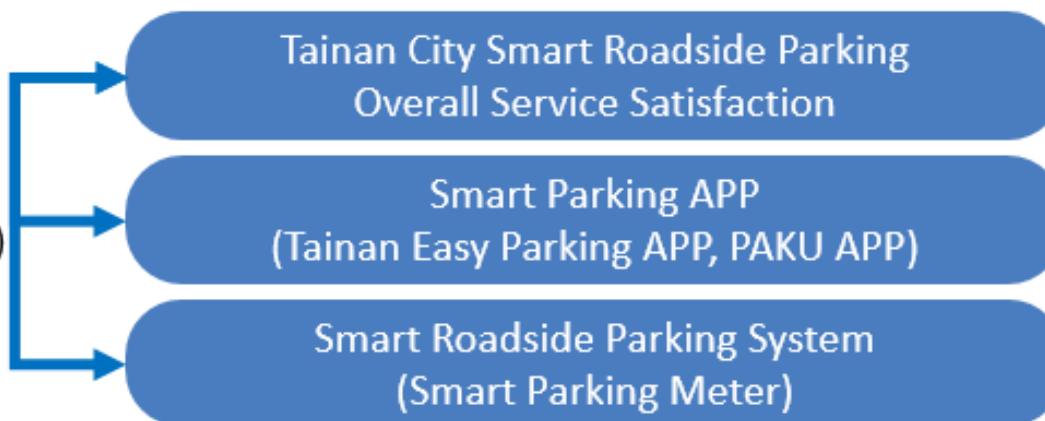 Tainan City Smart Roadside Parking
Overall Service Satisfaction
)
Smart Parking APP
(Tainan Easy Parking APP, PAKU APP)
Smart Roadside Parking System
(Smart Parking Meter)